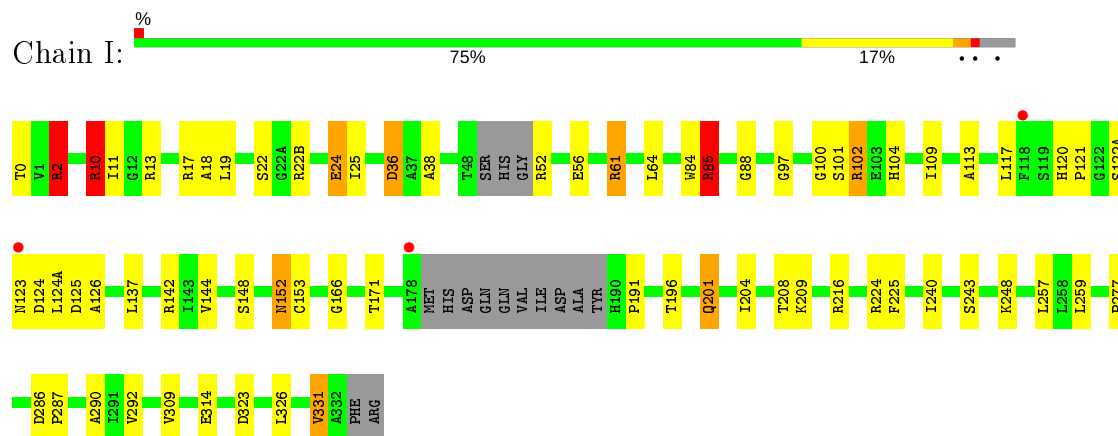 %
Chain I:
75%
17%
• • •
T0 V1 R2 R10 I11 G12 R13 R17 A18 L19 S22 G22A R22B E24 I25 D36 A37 A38 T48 SER HIS GLY R52 E56 R61 L64 W84 R85 G88 G97 G100 S101 R102 E103 H104 I109 A113 L117 F118 S119 H120 P121 G122 S122A
N123 D124 L124A D125 A126 L137 R142 I143 V144 S148 N152 C153 G166 T171 A178 MET HIS ASP GLN GLN VAL ILE ASP ALA TYR H190 P191 T196 Q201 I204 T208 K209 R216 R224 F225 I240 S243 K248 L257 L258 L259
D286 P287 A290 I291 V292 V309 E314 D323 L326 V331 A332 PHE ARG